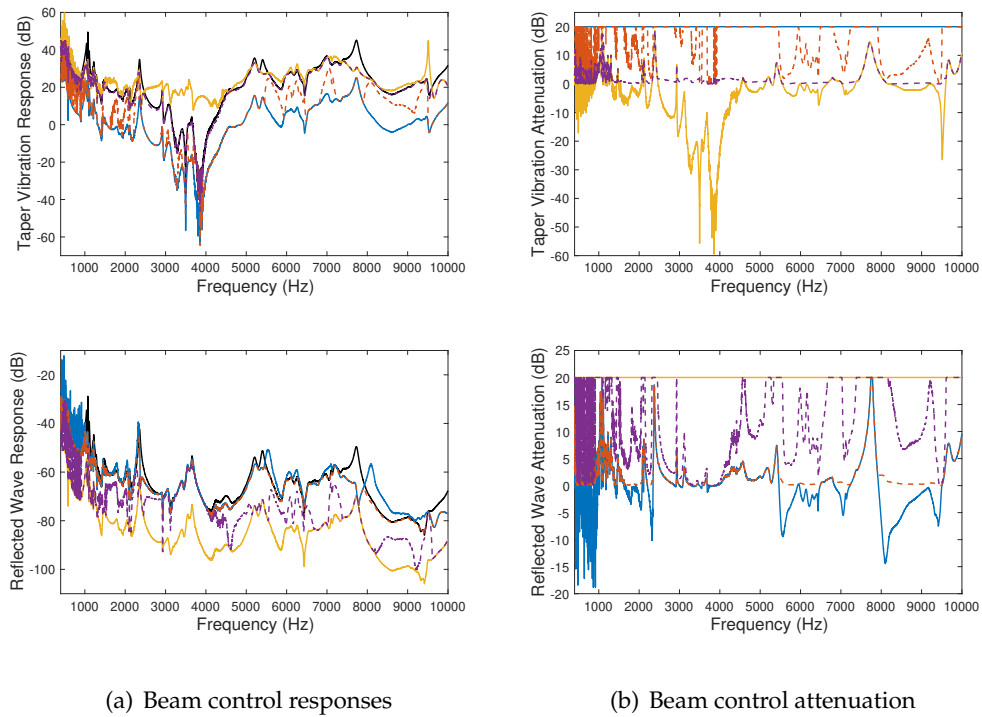 Taper Vibration Response (dB)
60
40
20
0
-20
-40
-60
1000 2000 3000 4000 5000 6000 7000 8000 9000 10000
Frequency (Hz)
Taper Vibration Attenuation (dB)
20
10
0
-10
-20
-30
-40
-50
-60
1000 2000 3000 4000 5000 6000 7000 8000 9000 10000
Frequency (Hz)
Reflected Wave Response (dB)
-20
-40
-60
-80
-100
1000 2000 3000 4000 5000 6000 7000 8000 9000 10000
Frequency (Hz)
Reflected Wave Attenuation (dB)
25
20
15
10
5
0
-5
-10
-15
-20
1000 2000 3000 4000 5000 6000 7000 8000 9000 10000
Frequency (Hz)
(a) Beam control responses
(b) Beam control attenuation